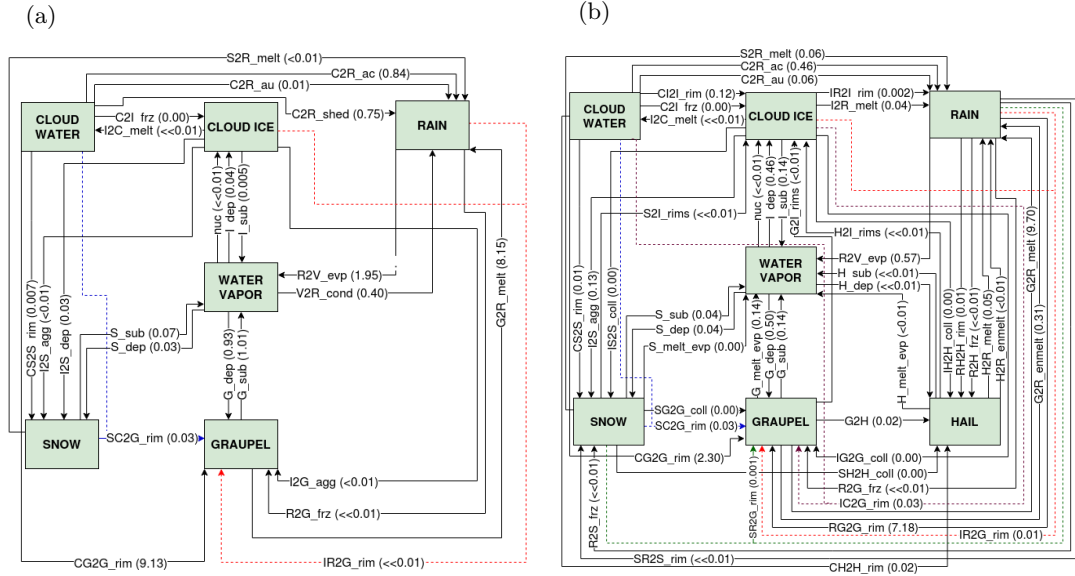 (a)
S2R_melt (<0.01)
C2R_ac (0.84)
C2R_au (0.01)
CLOUD
WATER
C2I_frz (0.00)
I2C_melt (<<0.01)
CLOUD ICE
C2R_shed (0.75)
RAIN
nuc (<<0.01)
I_dep (0.04)
I_sub (0.005)
WATER
VAPOR
R2V_evp (1.95)
V2R_cond (0.40)
G2R_melt (8.15)
CS2S_rim (0.007)
I2S_agg (<0.01)
I2S_dep (0.03)
S_sub (0.07)
S_dep (0.03)
G_dep (0.93)
G_sub (1.01)
SNOW
SC2G_rim (0.03)
GRAUPEL
I2G_agg (<0.01)
R2G_frz (<<0.01)
CG2G_rim (9.13)
IR2G_rim (<<0.01)
(b)
S2R_melt (0.06)
C2R_ac (0.46)
C2R_au (0.06)
CLOUD
WATER
CI2I_rim (0.12)
C2I_frz (0.00)
I2C_melt (<<0.01)
CLOUD ICE
IR2I_rim (0.002)
I2R_melt (0.04)
RAIN
nuc (<<0.01)
I_dep (0.46)
I_sub (0.14)
G2I_rims (<0.01)
S2I_rims (<<0.01)
H2I_rims (<<0.01)
WATER
VAPOR
R2V_evp (0.57)
H_sub (<<0.01)
H_dep (<<0.01)
CS2S_rim (0.01)
I2S_agg (0.13)
IS2S_coll (0.00)
S_sub (0.04)
S_dep (0.04)
S_melt_evp (0.00)
G_melt_evp (0.14)
G_dep (0.50)
G_sub (0.14)
H_melt_evp (<0.01)
IH2H_coll (0.00)
RH2H_rim (0.01)
R2H_frz (<<0.01)
H2R_melt (0.05)
H2R_enmelt (<0.01)
G2R_melt (9.70)
G2R_enmelt (0.31)
SNOW
SG2G_coll (0.00)
SC2G_rim (0.03)
GRAUPEL
G2H (0.02)
HAIL
CG2G_rim (2.30)
IG2G_coll (0.00)
SH2H_coll (0.00)
R2G_frz (<<0.01)
IC2G_rim (0.03)
R2S_frz (<<0.01)
SR2G_rim (0.001)
RG2G_rim (7.18)
IR2G_rim (0.01)
SR2S_rim (<<0.01)
CH2H_rim (0.02)